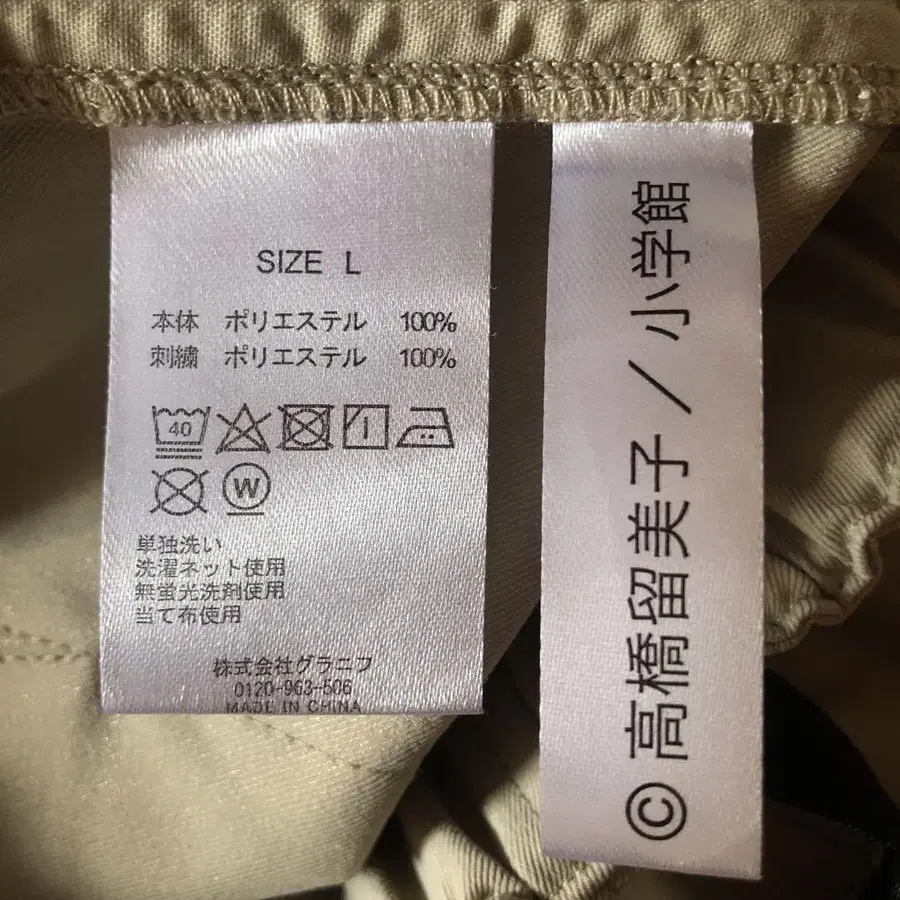 SIZE L
本体 ポリエステル 100%
刺繍 ポリエステル 100%
40
W
単独洗い
洗濯ネット使用
無蛍光洗剤使用
当て布使用
株式会社グラニフ
0120-963-506
MADE IN CHINA
© 高橋留美子／小学館